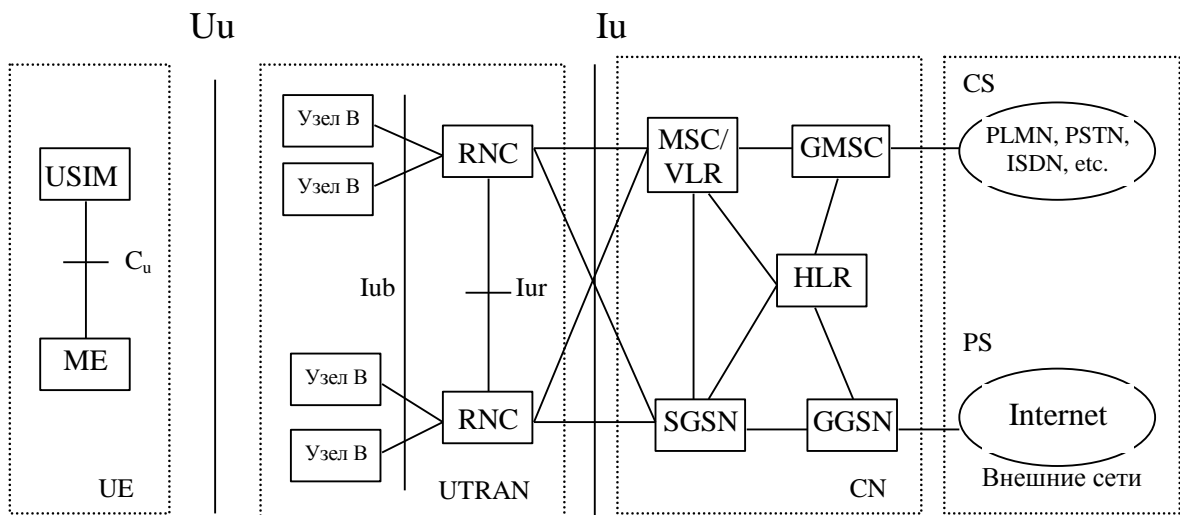 Uu
Iu
USIM
Cu
ME
UE
Узел В
Узел В
RNC
Iub
Iur
Узел В
Узел В
RNC
UTRAN
MSC/
VLR
GMSC
HLR
SGSN
GGSN
CN
CS
PLMN, PSTN,
ISDN, etc.
PS
Internet
Внешние сети